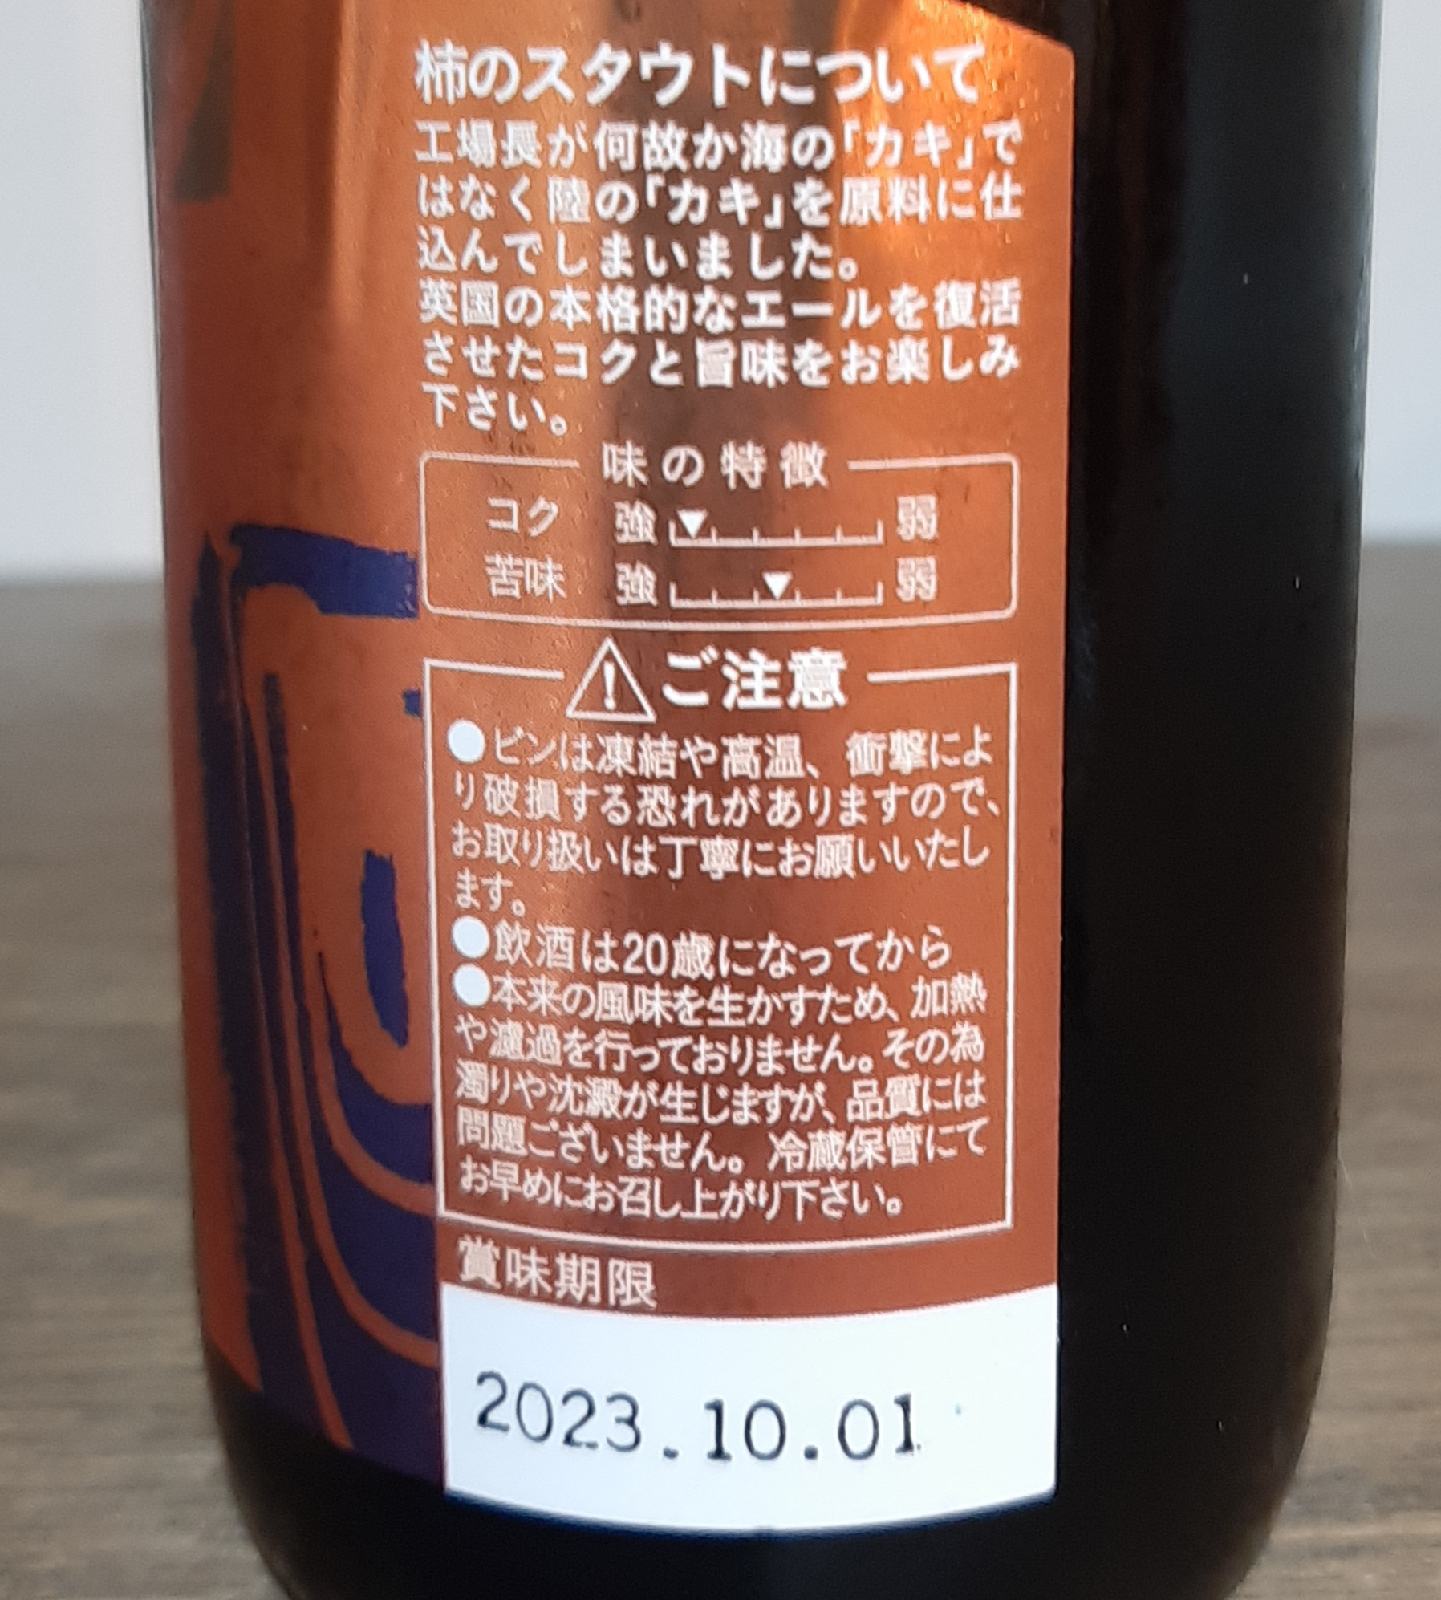 柿のスタウトについて
工場長が何故か海の「カキ」で
はなく陸の「カキ」を原料に仕
込んでしまいました。
英国の本格的なエールを復活
させたコクと旨味をお楽しみ
下さい。
味の特徴
コク 強 弱
苦味 強 弱
ご注意
●ビンは凍結や高温、衝撃によ
り破損する恐れがありますので、
お取り扱いは丁寧にお願いいたし
ます。
●飲酒は20歳になってから
●本来の風味を生かすため、加熱
や濾過を行っておりません。その為
濁りや沈澱が生じますが、品質には
問題ございません。冷蔵保管にて
お早めにお召し上がり下さい。
賞味期限
2023.10.01